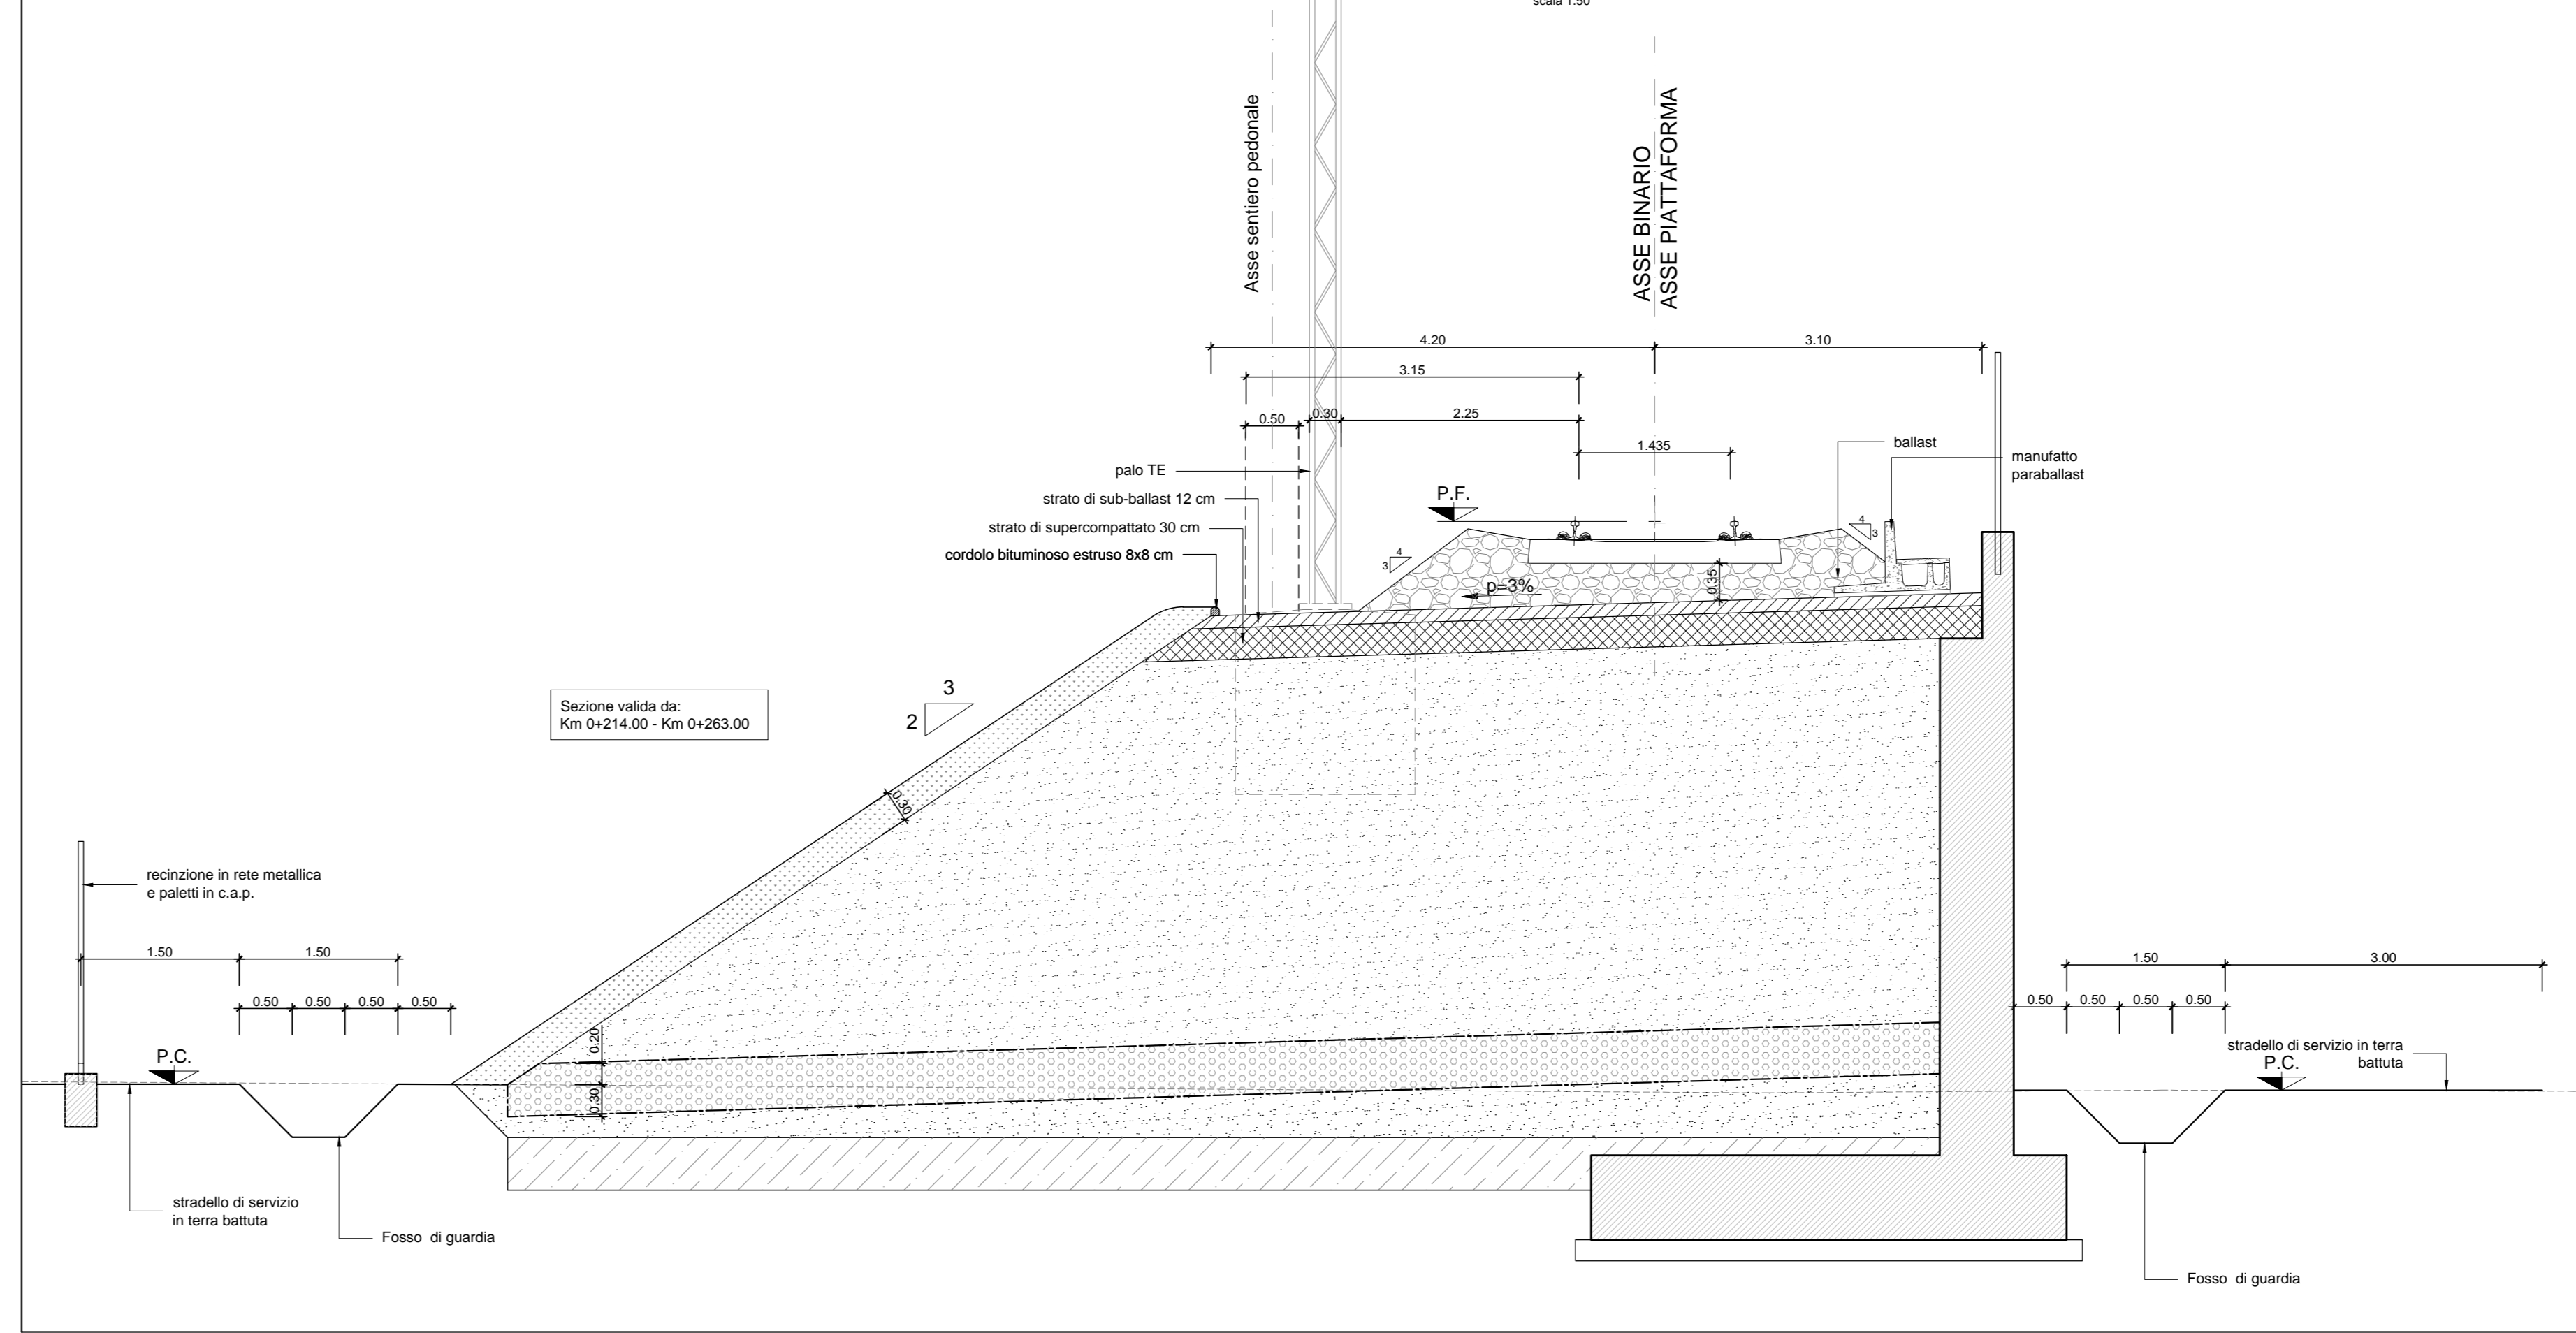 scala 1:50
Asse sentiero pedonale
ASSE BINARIO
ASSE PIATTAFORMA
4.20
3.10
3.15
0.50
0.30
2.25
1.435
ballast
manufatto
paraballast
palo TE
strato di sub-ballast 12 cm
strato di supercompattato 30 cm
cordolo bituminoso estruso 8x8 cm
P.F.
4
3
4
3
p=3%
0.35
3
2
Sezione valida da:
Km 0+214.00 - Km 0+263.00
0.30
recinzione in rete metallica
e paletti in c.a.p.
1.50
1.50
0.50
0.50
0.50
0.50
P.C.
0.20
0.30
1.50
3.00
0.50
0.50
0.50
0.50
stradello di servizio in terra
battuta
P.C.
stradello di servizio
in terra battuta
Fosso di guardia
Fosso di guardia